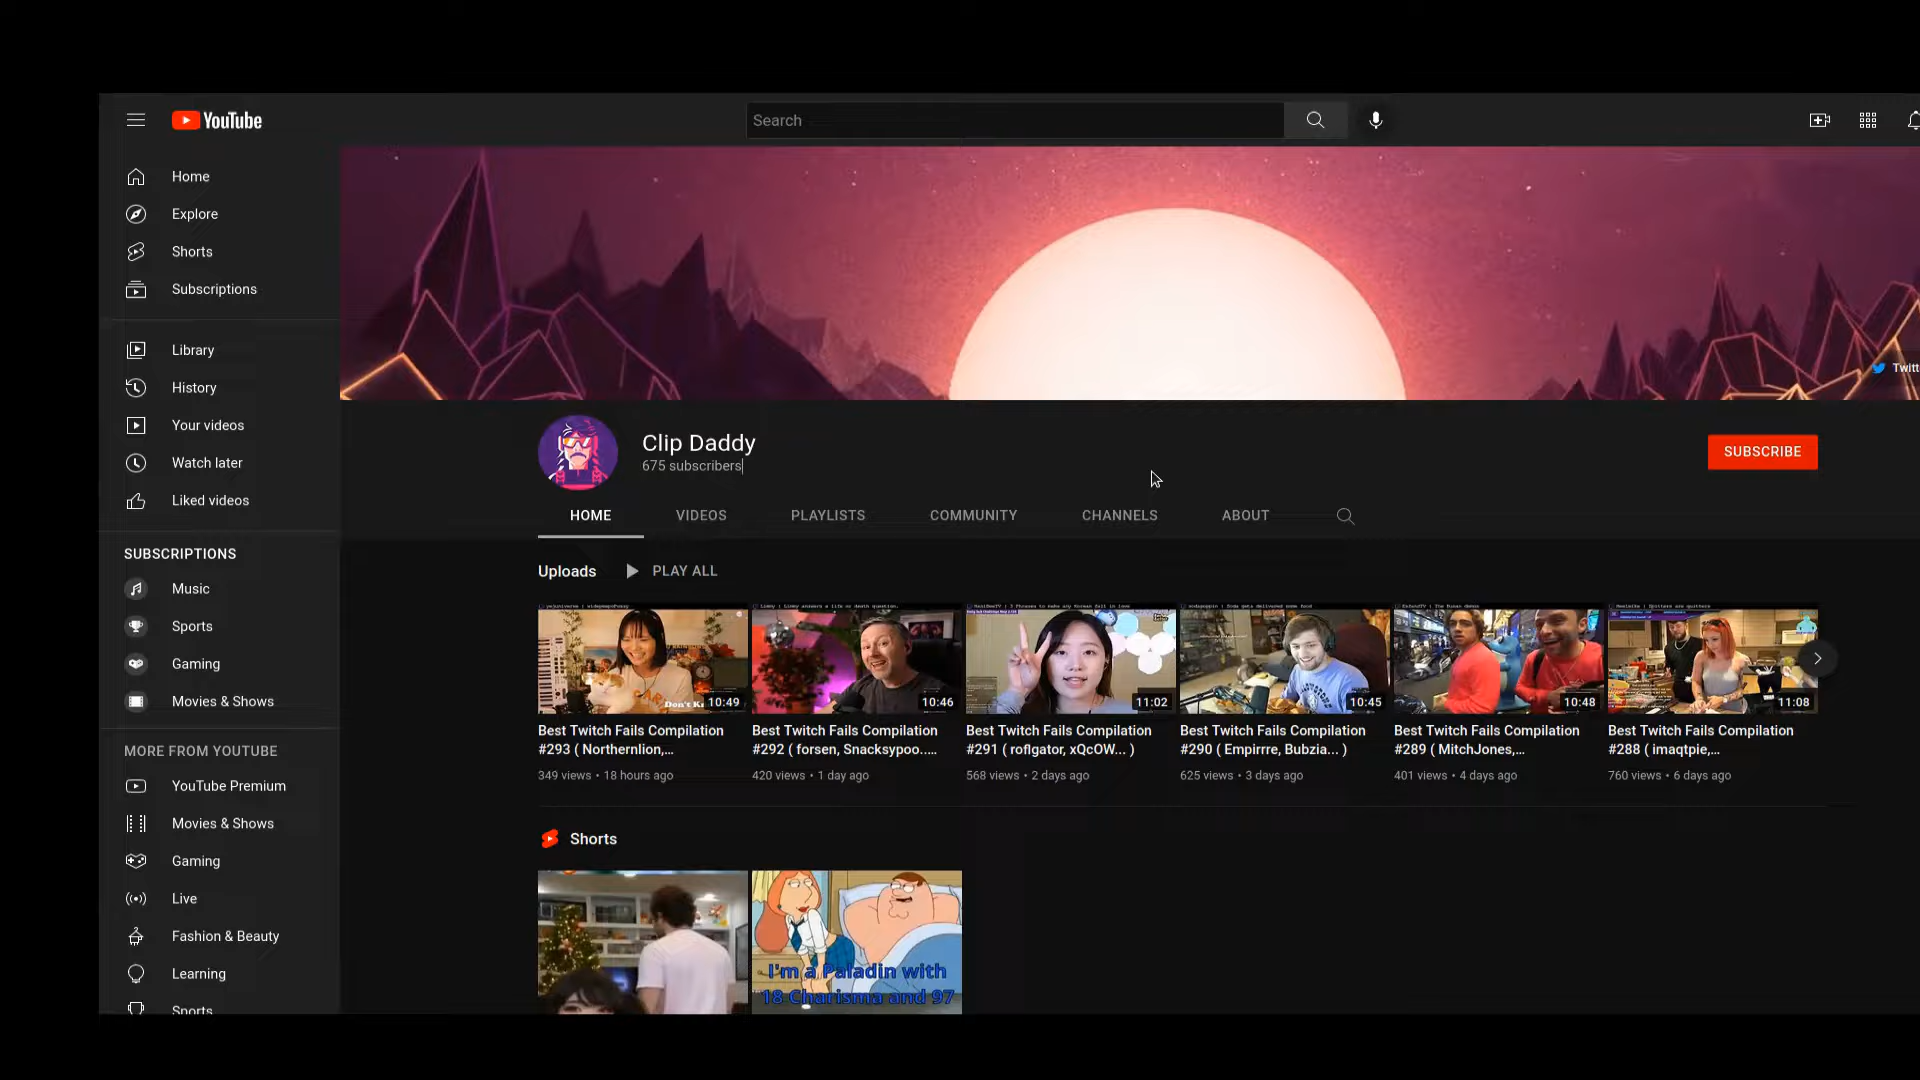 YouTube
Search
Home
Explore
Shorts
Subscriptions
Library
History
Your videos
Watch later
Liked videos
SUBSCRIPTIONS
Music
Sports
Gaming
Movies & Shows
MORE FROM YOUTUBE
YouTube Premium
Movies & Shows
Gaming
Live
Fashion & Beauty
Learning
Sports
Twitt
Clip Daddy
675 subscribers
SUBSCRIBE
HOME VIDEOS PLAYLISTS COMMUNITY CHANNELS ABOUT
Uploads PLAY ALL
10:49 10:46 11:02 10:45 10:48 11:08
Best Twitch Fails Compilation
#293 ( Northernlion,...
349 views • 18 hours ago
Best Twitch Fails Compilation
#292 ( forsen, Snacksypoo.....
420 views • 1 day ago
Best Twitch Fails Compilation
#291 ( roflgator, xQcOW... )
568 views • 2 days ago
Best Twitch Fails Compilation
#290 ( Empirrre, Bubzia... )
625 views • 3 days ago
Best Twitch Fails Compilation
#289 ( MitchJones,...
401 views • 4 days ago
Best Twitch Fails Compilation
#288 ( imaqtpie,...
760 views • 6 days ago
Shorts
I'm a Paladin with
18 Charisma and 97